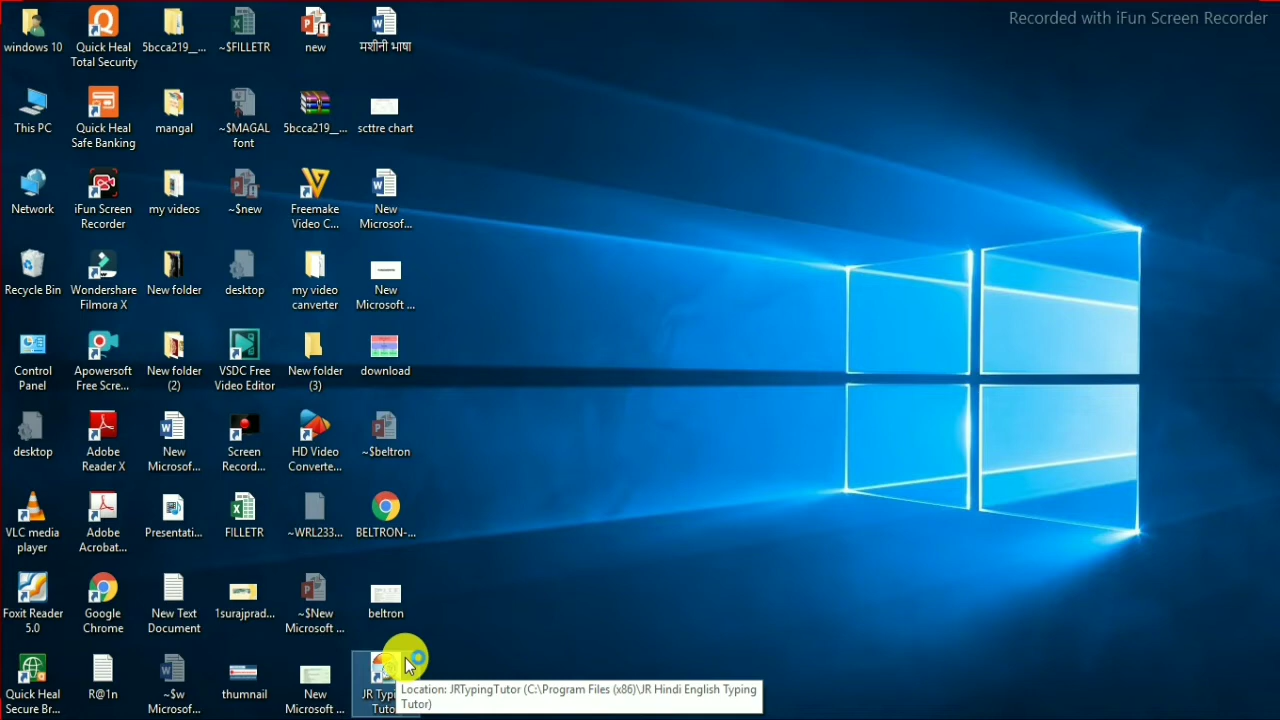 Recorded with iFun Screen Recorder
windows 10
Quick Heal
Total Security
5bcca219__...
~$FILLETR
new
मशीनी भाषा
This PC
Quick Heal
Safe Banking
mangal
~$MAGAL
font
5bcca219__...
scttre chart
Network
iFun Screen
Recorder
my videos
~$new
Freemake
Video C...
New
Microsof...
Recycle Bin
Wondershare
Filmora X
New folder
desktop
my video
canverter
New
Microsoft ...
Control
Panel
Apowersoft
Free Scre...
New folder
(2)
VSDC Free
Video Editor
New folder
(3)
download
desktop
Adobe
Reader X
New
Microsof...
Screen
Record...
HD Video
Converte...
~$beltron
VLC media
player
Adobe
Acrobat...
Presentati...
FILLETR
~WRL233...
BELTRON-...
Foxit Reader
5.0
Google
Chrome
New Text
Document
1surajprad...
~$New
Microsoft ...
beltron
Quick Heal
Secure Br...
R@1n
~$w
Microsof...
thumnail
New
Microsoft ...
JR Typi
Tuto
Location: JRTypingTutor (C:\Program Files (x86)\JR Hindi English Typing
Tutor)